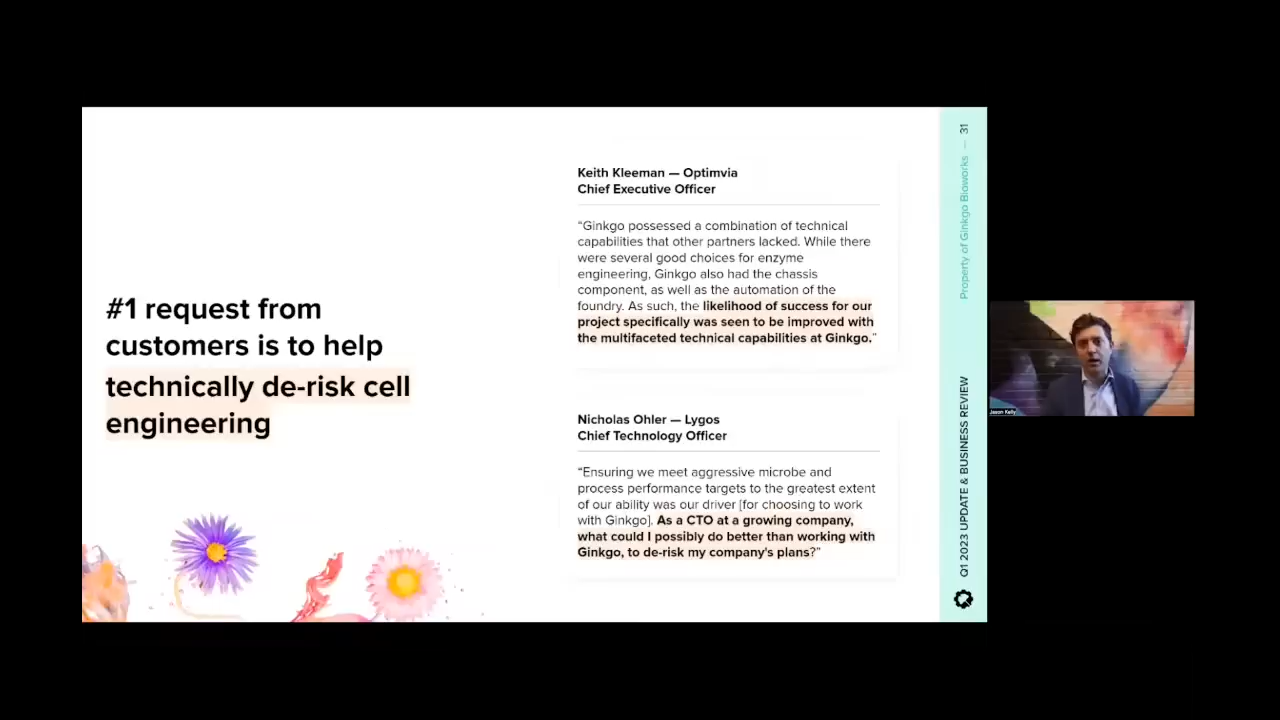 #1 request from
customers is to help
technically de-risk cell
engineering
Keith Kleeman — Optimvia
Chief Executive Officer
“Ginkgo possessed a combination of technical
capabilities that other partners lacked. While there
were several good choices for enzyme
engineering, Ginkgo also had the chassis
component, as well as the automation of the
foundry. As such, the likelihood of success for our
project specifically was seen to be improved with
the multifaceted technical capabilities at Ginkgo.”
Nicholas Ohler — Lygos
Chief Technology Officer
“Ensuring we meet aggressive microbe and
process performance targets to the greatest extent
of our ability was our driver [for choosing to work
with Ginkgo]. As a CTO at a growing company,
what could I possibly do better than working with
Ginkgo, to de-risk my company's plans?”
Q1 2023 UPDATE & BUSINESS REVIEW
Property of Ginkgo Bioworks — 31
Jason Kelly